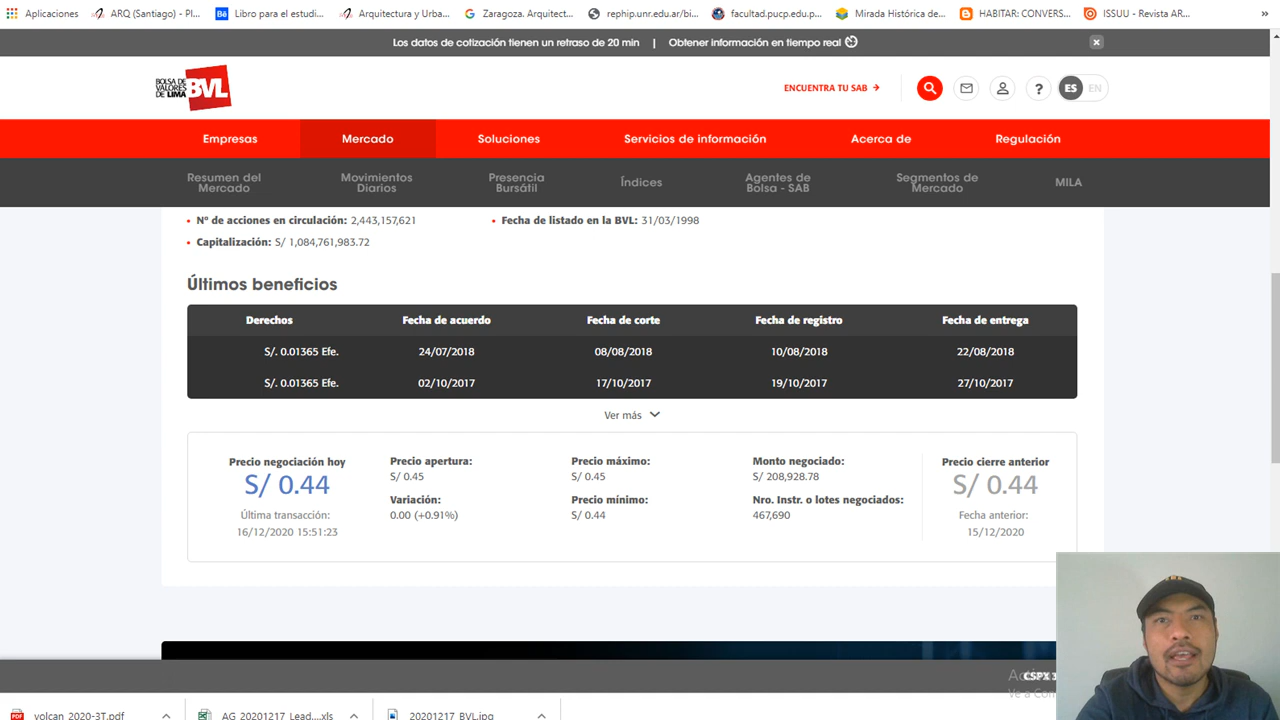 Aplicaciones
ARQ (Santiago) - Pl...
Libro para el estudi...
Arquitectura y Urba...
Zaragoza. Arquitect...
rephip.unr.edu.ar/bi...
facultad.pucp.edu.p...
Mirada Histórica de...
HABITAR: CONVERS...
ISSUU - Revista AR...
»
Los datos de cotización tienen un retraso de 20 min | Obtener información en tiempo real
BOLSA DE
VALORES
DE LIMA
BVL
ENCUENTRA TU SAB
?
ES
EN
Empresas
Mercado
Soluciones
Servicios de información
Acerca de
Regulación
Resumen del
Mercado
Movimientos
Diarios
Presencia
Bursátil
Índices
Agentes de
Bolsa - SAB
Segmentos de
Mercado
MILA
• Nº de acciones en circulación: 2,443,157,621
• Fecha de listado en la BVL: 31/03/1998
• Capitalización: S/ 1,084,761,983.72
Últimos beneficios
Derechos Fecha de acuerdo Fecha de corte Fecha de registro Fecha de entrega
S/. 0.01365 Efe. 24/07/2018 08/08/2018 10/08/2018 22/08/2018
S/. 0.01365 Efe. 02/10/2017 17/10/2017 19/10/2017 27/10/2017
Ver más
Precio negociación hoy
S/ 0.44
Última transacción:
16/12/2020 15:51:23
Precio apertura:
S/ 0.45
Variación:
0.00 (+0.91%)
Precio máximo:
S/ 0.45
Precio mínimo:
S/ 0.44
Monto negociado:
S/ 208,928.78
Nro. Instr. o lotes negociados:
467,690
Precio cierre anterior
S/ 0.44
Fecha anterior:
15/12/2020
CSPX
Ve a
volcan_2020-3T.pdf
AG_20201217_Lead....xls
20201217_BVL.jpg